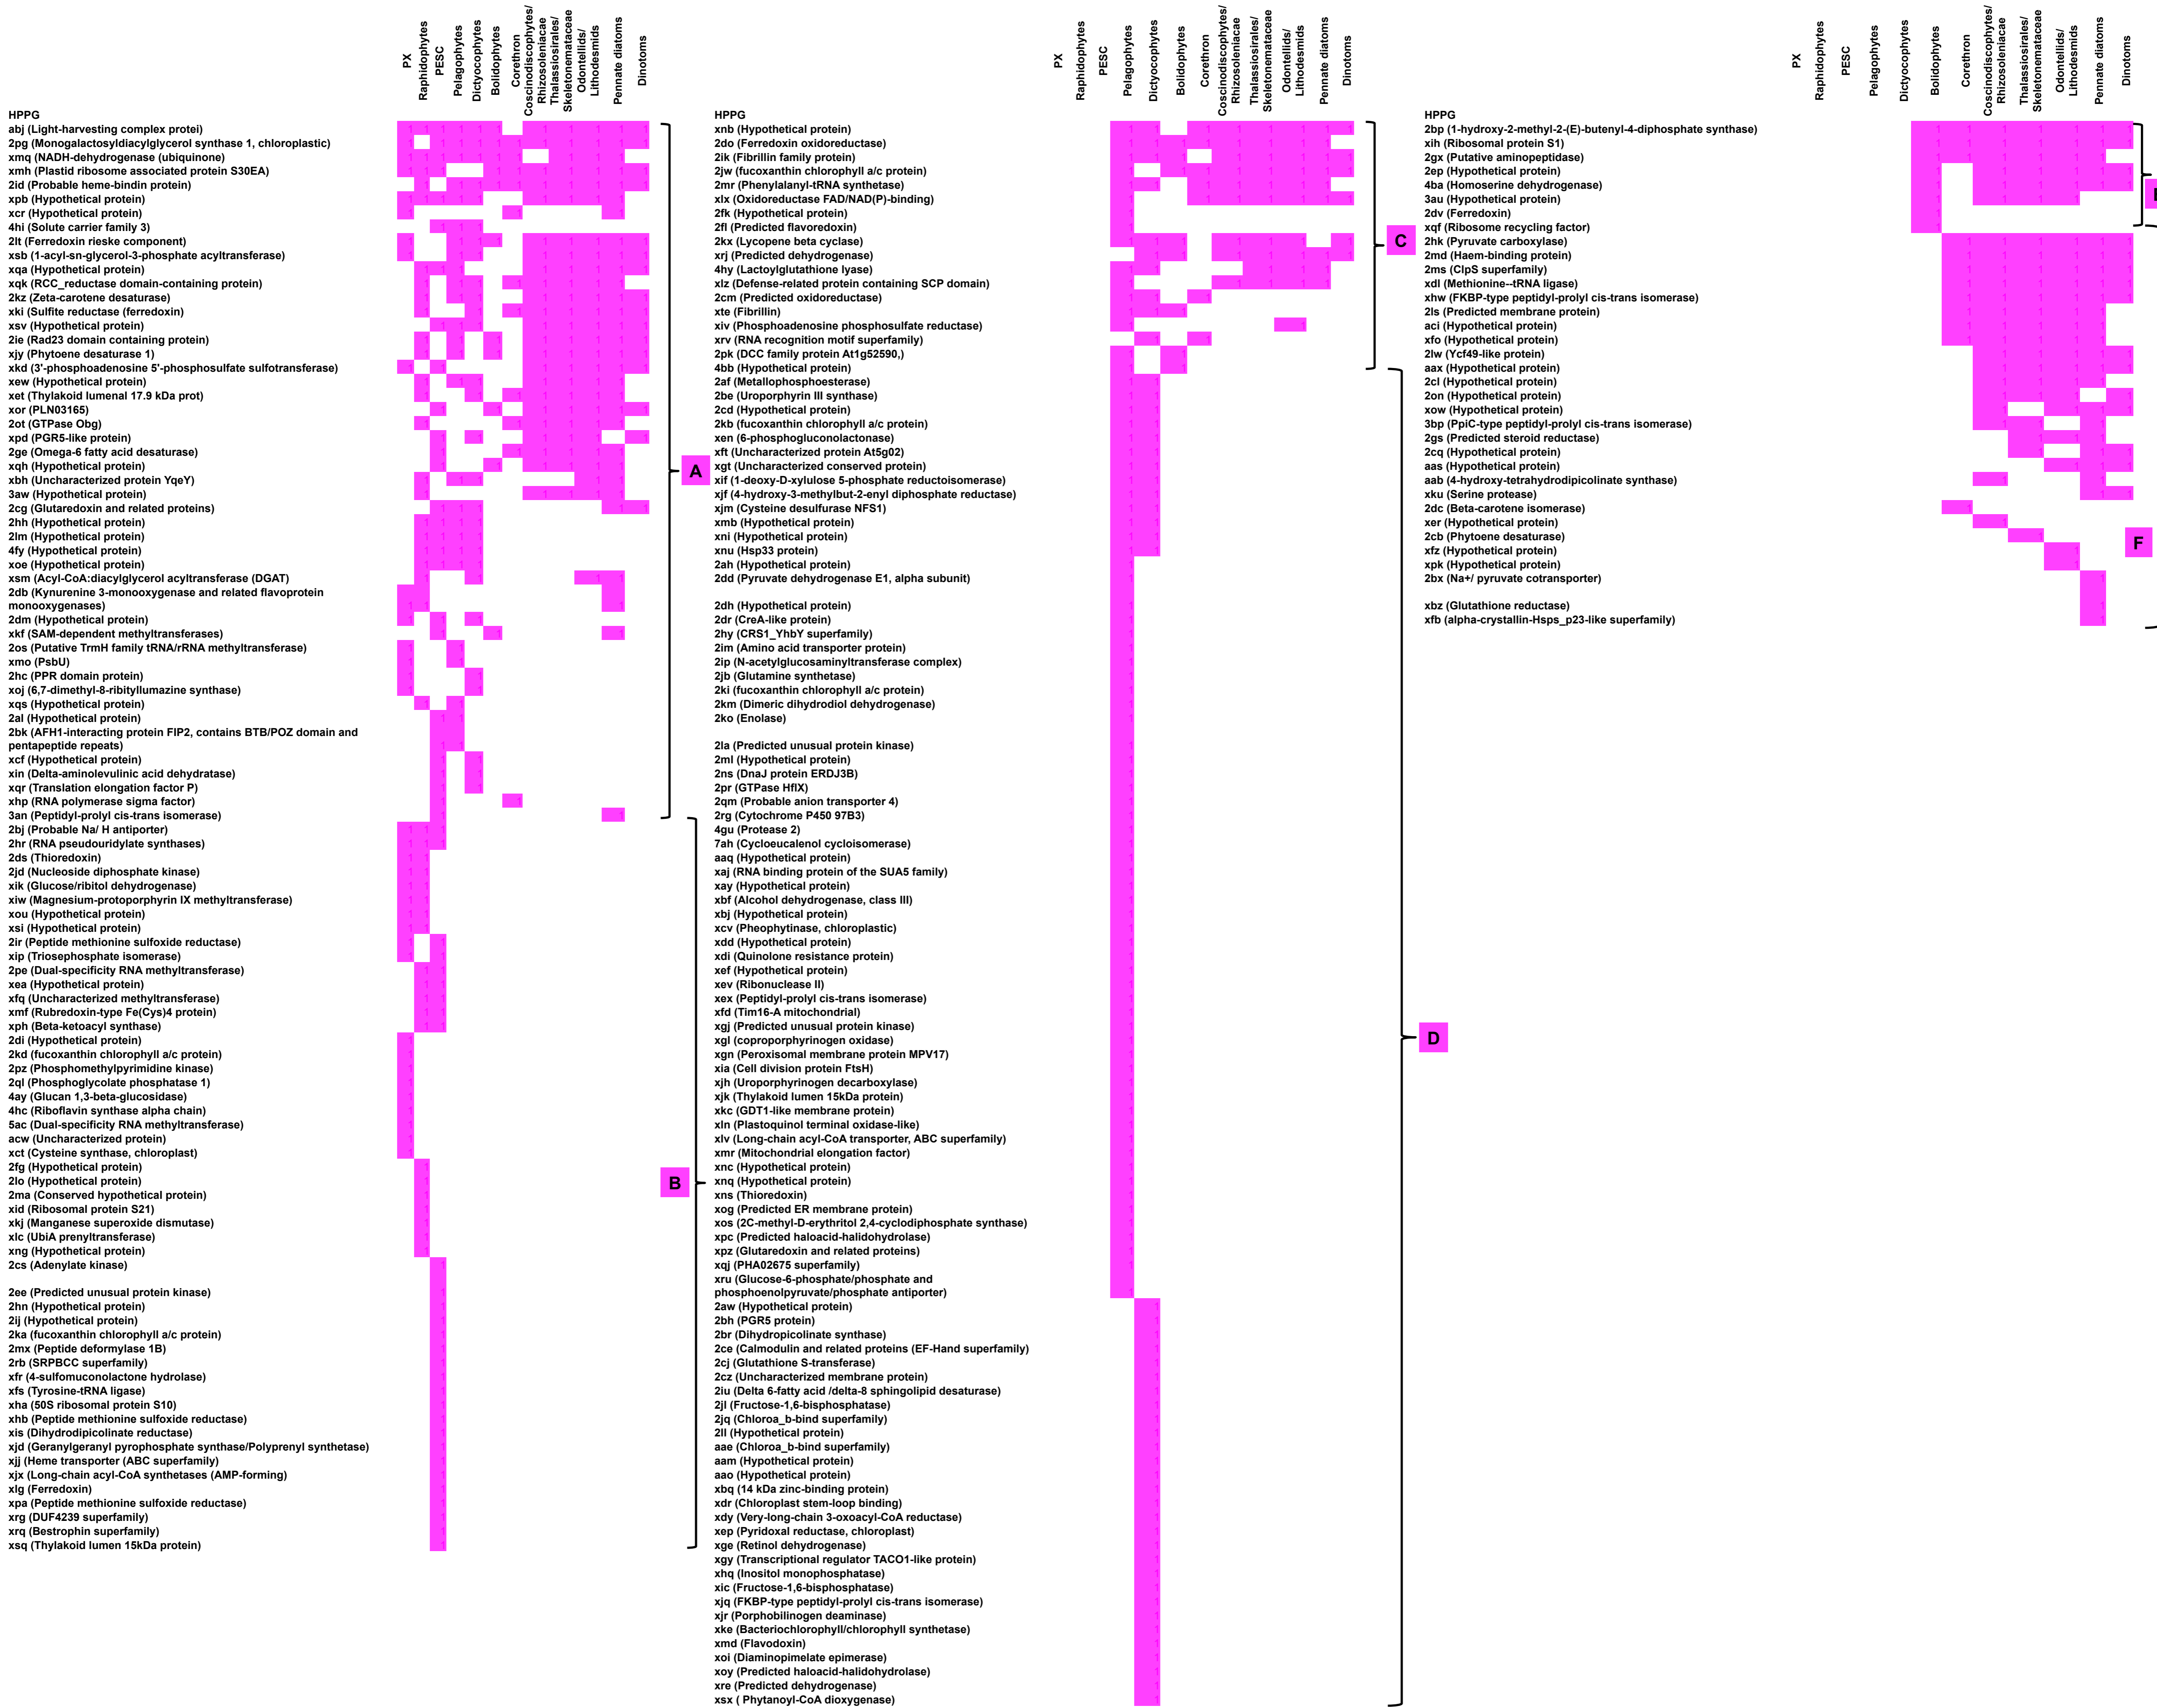 PX
Raphidophytes
PESC
Pelagophytes
Dictyocophytes
Bolidophytes
Corethron
Coscinodiscophytes/
Rhizosoleniacae
Thalassiosirales/
Skeletonemataceae
Odontellids/
Lithodesmids
Pennate diatoms
Dinotoms
HPPG
abj (Light-harvesting complex protei)
2pg (Monogalactosyldiacylglycerol synthase 1, chloroplastic)
xmq (NADH-dehydrogenase (ubiquinone)
xmh (Plastid ribosome associated protein S30EA)
2id (Probable heme-bindin protein)
xpb (Hypothetical protein)
xcr (Hypothetical protein)
4hi (Solute carrier family 3)
2lt (Ferredoxin rieske component)
xsb (1-acyl-sn-glycerol-3-phosphate acyltransferase)
xqa (Hypothetical protein)
xqk (RCC_reductase domain-containing protein)
2kz (Zeta-carotene desaturase)
xki (Sulfite reductase (ferredoxin)
xsv (Hypothetical protein)
2ie (Rad23 domain containing protein)
xjy (Phytoene desaturase 1)
xkd (3'-phosphoadenosine 5'-phosphosulfate sulfotransferase)
xew (Hypothetical protein)
xet (Thylakoid lumenal 17.9 kDa prot)
xor (PLN03165)
2ot (GTPase Obg)
xpd (PGR5-like protein)
2ge (Omega-6 fatty acid desaturase)
xqh (Hypothetical protein)
xbh (Uncharacterized protein YqeY)
3aw (Hypothetical protein)
2cg (Glutaredoxin and related proteins)
2hh (Hypothetical protein)
2lm (Hypothetical protein)
4fy (Hypothetical protein)
xoe (Hypothetical protein)
xsm (Acyl-CoA:diacylglycerol acyltransferase (DGAT)
2db (Kynurenine 3-monooxygenase and related flavoprotein
monooxygenases)
2dm (Hypothetical protein)
xkf (SAM-dependent methyltransferases)
2os (Putative TrmH family tRNA/rRNA methyltransferase)
xmo (PsbU)
2hc (PPR domain protein)
xoj (6,7-dimethyl-8-ribityllumazine synthase)
xqs (Hypothetical protein)
2al (Hypothetical protein)
2bk (AFH1-interacting protein FIP2, contains BTB/POZ domain and
pentapeptide repeats)
xcf (Hypothetical protein)
xin (Delta-aminolevulinic acid dehydratase)
xqr (Translation elongation factor P)
xhp (RNA polymerase sigma factor)
3an (Peptidyl-prolyl cis-trans isomerase)
2bj (Probable Na/ H antiporter)
2hr (RNA pseudouridylate synthases)
2ds (Thioredoxin)
2jd (Nucleoside diphosphate kinase)
xik (Glucose/ribitol dehydrogenase)
xiw (Magnesium-protoporphyrin IX methyltransferase)
xou (Hypothetical protein)
xsi (Hypothetical protein)
2ir (Peptide methionine sulfoxide reductase)
xip (Triosephosphate isomerase)
2pe (Dual-specificity RNA methyltransferase)
xea (Hypothetical protein)
xfq (Uncharacterized methyltransferase)
xmf (Rubredoxin-type Fe(Cys)4 protein)
xph (Beta-ketoacyl synthase)
2di (Hypothetical protein)
2kd (fucoxanthin chlorophyll a/c protein)
2pz (Phosphomethylpyrimidine kinase)
2ql (Phosphoglycolate phosphatase 1)
4ay (Glucan 1,3-beta-glucosidase)
4hc (Riboflavin synthase alpha chain)
5ac (Dual-specificity RNA methyltransferase)
acw (Uncharacterized protein)
xct (Cysteine synthase, chloroplast)
2fg (Hypothetical protein)
2lo (Hypothetical protein)
2ma (Conserved hypothetical protein)
xid (Ribosomal protein S21)
xkj (Manganese superoxide dismutase)
xlc (UbiA prenyltransferase)
xng (Hypothetical protein)
2cs (Adenylate kinase)
2ee (Predicted unusual protein kinase)
2hn (Hypothetical protein)
2ij (Hypothetical protein)
2ka (fucoxanthin chlorophyll a/c protein)
2mx (Peptide deformylase 1B)
2rb (SRPBCC superfamily)
xfr (4-sulfomuconolactone hydrolase)
xfs (Tyrosine-tRNA ligase)
xha (50S ribosomal protein S10)
xhb (Peptide methionine sulfoxide reductase)
xis (Dihydrodipicolinate reductase)
xjd (Geranylgeranyl pyrophosphate synthase/Polyprenyl synthetase)
xjj (Heme transporter (ABC superfamily)
xjx (Long-chain acyl-CoA synthetases (AMP-forming)
xlg (Ferredoxin)
xpa (Peptide methionine sulfoxide reductase)
xrg (DUF4239 superfamily)
xrq (Bestrophin superfamily)
xsq (Thylakoid lumen 15kDa protein)
A
B
PX
Raphidophytes
PESC
Pelagophytes
Dictyocophytes
Bolidophytes
Corethron
Coscinodiscophytes/
Rhizosoleniacae
Thalassiosirales/
Skeletonemataceae
Odontellids/
Lithodesmids
Pennate diatoms
Dinotoms
xnb (Hypothetical protein)
2do (Ferredoxin oxidoreductase)
2ik (Fibrillin family protein)
2jw (fucoxanthin chlorophyll a/c protein)
2mr (Phenylalanyl-tRNA synthetase)
xlx (Oxidoreductase FAD/NAD(P)-binding)
2fk (Hypothetical protein)
2fl (Predicted flavoredoxin)
2kx (Lycopene beta cyclase)
xrj (Predicted dehydrogenase)
4hy (Lactoylglutathione lyase)
xlz (Defense-related protein containing SCP domain)
2cm (Predicted oxidoreductase)
xte (Fibrillin)
xiv (Phosphoadenosine phosphosulfate reductase)
xrv (RNA recognition motif superfamily)
2pk (DCC family protein At1g52590,)
4bb (Hypothetical protein)
2af (Metallophosphoesterase)
2be (Uroporphyrin III synthase)
2cd (Hypothetical protein)
2kb (fucoxanthin chlorophyll a/c protein)
xen (6-phosphogluconolactonase)
xft (Uncharacterized protein At5g02)
xgt (Uncharacterized conserved protein)
xif (1-deoxy-D-xylulose 5-phosphate reductoisomerase)
xjf (4-hydroxy-3-methylbut-2-enyl diphosphate reductase)
xjm (Cysteine desulfurase NFS1)
xmb (Hypothetical protein)
xni (Hypothetical protein)
xnu (Hsp33 protein)
2ah (Hypothetical protein)
2dd (Pyruvate dehydrogenase E1, alpha subunit)
2dh (Hypothetical protein)
2dr (CreA-like protein)
2hy (CRS1_YhbY superfamily)
2im (Amino acid transporter protein)
2ip (N-acetylglucosaminyltransferase complex)
2jb (Glutamine synthetase)
2ki (fucoxanthin chlorophyll a/c protein)
2km (Dimeric dihydrodiol dehydrogenase)
2ko (Enolase)
2la (Predicted unusual protein kinase)
2ml (Hypothetical protein)
2ns (DnaJ protein ERDJ3B)
2pr (GTPase HflX)
2qm (Probable anion transporter 4)
2rg (Cytochrome P450 97B3)
4gu (Protease 2)
7ah (Cycloeucalenol cycloisomerase)
aaq (Hypothetical protein)
xaj (RNA binding protein of the SUA5 family)
xay (Hypothetical protein)
xbf (Alcohol dehydrogenase, class III)
xbj (Hypothetical protein)
xcv (Pheophytinase, chloroplastic)
xdd (Hypothetical protein)
xdi (Quinolone resistance protein)
xef (Hypothetical protein)
xev (Ribonuclease II)
xex (Peptidyl-prolyl cis-trans isomerase)
xfd (Tim16-A mitochondrial)
xgj (Predicted unusual protein kinase)
xgl (coproporphyrinogen oxidase)
xgn (Peroxisomal membrane protein MPV17)
xia (Cell division protein FtsH)
xjh (Uroporphyrinogen decarboxylase)
xjk (Thylakoid lumen 15kDa protein)
xkc (GDT1-like membrane protein)
xln (Plastoquinol terminal oxidase-like)
xlv (Long-chain acyl-CoA transporter, ABC superfamily)
xmr (Mitochondrial elongation factor)
xnc (Hypothetical protein)
xnq (Hypothetical protein)
xns (Thioredoxin)
xog (Predicted ER membrane protein)
xos (2C-methyl-D-erythritol 2,4-cyclodiphosphate synthase)
xpc (Predicted haloacid-halidohydrolase)
xpz (Glutaredoxin and related proteins)
xqj (PHA02675 superfamily)
xru (Glucose-6-phosphate/phosphate and
phosphoenolpyruvate/phosphate antiporter)
2aw (Hypothetical protein)
2bh (PGR5 protein)
2br (Dihydropicolinate synthase)
2ce (Calmodulin and related proteins (EF-Hand superfamily)
2cj (Glutathione S-transferase)
2cz (Uncharacterized membrane protein)
2iu (Delta 6-fatty acid /delta-8 sphingolipid desaturase)
2jl (Fructose-1,6-bisphosphatase)
2jq (Chloroa_b-bind superfamily)
2ll (Hypothetical protein)
aae (Chloroa_b-bind superfamily)
aam (Hypothetical protein)
aao (Hypothetical protein)
xbq (14 kDa zinc-binding protein)
xdr (Chloroplast stem-loop binding)
xdy (Very-long-chain 3-oxoacyl-CoA reductase)
xep (Pyridoxal reductase, chloroplast)
xge (Retinol dehydrogenase)
xgy (Transcriptional regulator TACO1-like protein)
xhq (Inositol monophosphatase)
xic (Fructose-1,6-bisphosphatase)
xjq (FKBP-type peptidyl-prolyl cis-trans isomerase)
xjr (Porphobilinogen deaminase)
xke (Bacteriochlorophyll/chlorophyll synthetase)
xmd (Flavodoxin)
xoi (Diaminopimelate epimerase)
xoy (Predicted haloacid-halidohydrolase)
xre (Predicted dehydrogenase)
xsx ( Phytanoyl-CoA dioxygenase)
C
D
PX
Raphidophytes
PESC
Pelagophytes
Dictyocophytes
Bolidophytes
Corethron
Coscinodiscophytes/
Rhizosoleniacae
Thalassiosirales/
Skeletonemataceae
Odontellids/
Lithodesmids
Pennate diatoms
Dinotoms
HPPG
2bp (1-hydroxy-2-methyl-2-(E)-butenyl-4-diphosphate synthase)
xih (Ribosomal protein S1)
2gx (Putative aminopeptidase)
2ep (Hypothetical protein)
4ba (Homoserine dehydrogenase)
3au (Hypothetical protein)
2dv (Ferredoxin)
xqf (Ribosome recycling factor)
2hk (Pyruvate carboxylase)
2md (Haem-binding protein)
2ms (ClpS superfamily)
xdl (Methionine--tRNA ligase)
xhw (FKBP-type peptidyl-prolyl cis-trans isomerase)
2ls (Predicted membrane protein)
aci (Hypothetical protein)
xfo (Hypothetical protein)
2lw (Ycf49-like protein)
aax (Hypothetical protein)
2cl (Hypothetical protein)
2on (Hypothetical protein)
xow (Hypothetical protein)
3bp (PpiC-type peptidyl-prolyl cis-trans isomerase)
2gs (Predicted steroid reductase)
2cq (Hypothetical protein)
aas (Hypothetical protein)
aab (4-hydroxy-tetrahydrodipicolinate synthase)
xku (Serine protease)
2dc (Beta-carotene isomerase)
xer (Hypothetical protein)
2cb (Phytoene desaturase)
xfz (Hypothetical protein)
xpk (Hypothetical protein)
2bx (Na+/ pyruvate cotransporter)
xbz (Glutathione reductase)
xfb (alpha-crystallin-Hsps_p23-like superfamily)
F